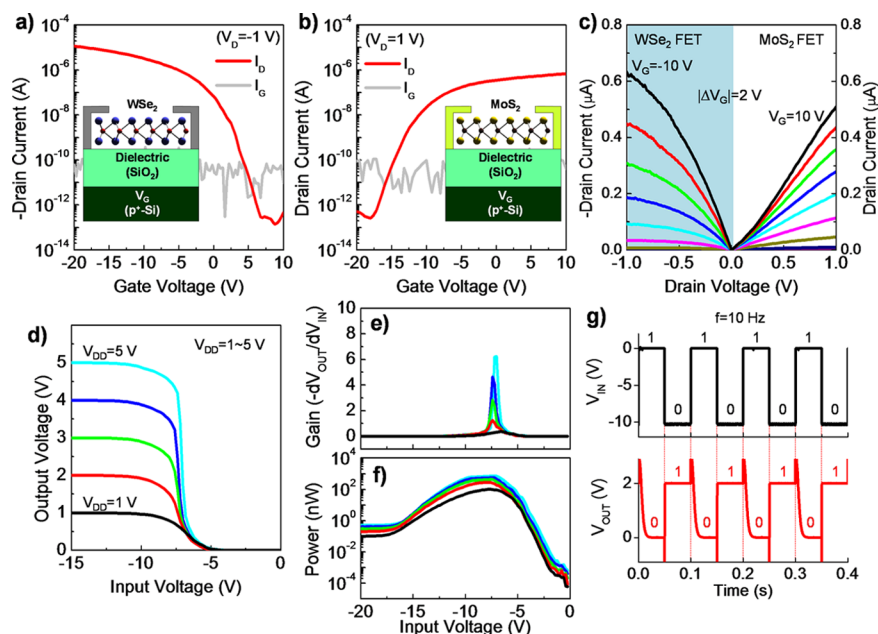 a)
(V_D=-1 V)
I_D
I_G
WSe₂
Dielectric
(SiO₂)
V_G
(p⁺-Si)
-Drain Current (A)
10⁻⁴
10⁻⁶
10⁻⁸
10⁻¹⁰
10⁻¹²
10⁻¹⁴
-20 -15 -10 -5 0 5 10
Gate Voltage (V)
b)
(V_D=1 V)
I_D
I_G
MoS₂
Dielectric
(SiO₂)
V_G
(p⁺-Si)
Drain Current (A)
10⁻⁴
10⁻⁶
10⁻⁸
10⁻¹⁰
10⁻¹²
10⁻¹⁴
-20 -15 -10 -5 0 5 10
Gate Voltage (V)
c)
WSe₂ FET
MoS₂ FET
V_G=-10 V
|ΔV_G|=2 V
V_G=10 V
-Drain Current (μA)
0.8
0.6
0.4
0.2
0.0
Drain Current (μA)
0.8
0.6
0.4
0.2
0.0
-1.0 -0.5 0.0 0.5 1.0
Drain Voltage (V)
d)
V_DD=5 V
V_DD=1~5 V
V_DD=1 V
Output Voltage (V)
6
5
4
3
2
1
0
-15 -10 -5 0
Input Voltage (V)
e)
Gain (-dV_OUT/dV_IN)
10
8
6
4
2
0
f)
Power (nW)
10⁴
10²
10⁰
10⁻²
10⁻⁴
-20 -15 -10 -5 0
Input Voltage (V)
g)
f=10 Hz
V_IN (V)
0
-5
-10
1 1 1 1
0 0 0 0
V_OUT (V)
2
0
1 1 1 1
0 0 0 0
0.0 0.1 0.2 0.3 0.4
Time (s)